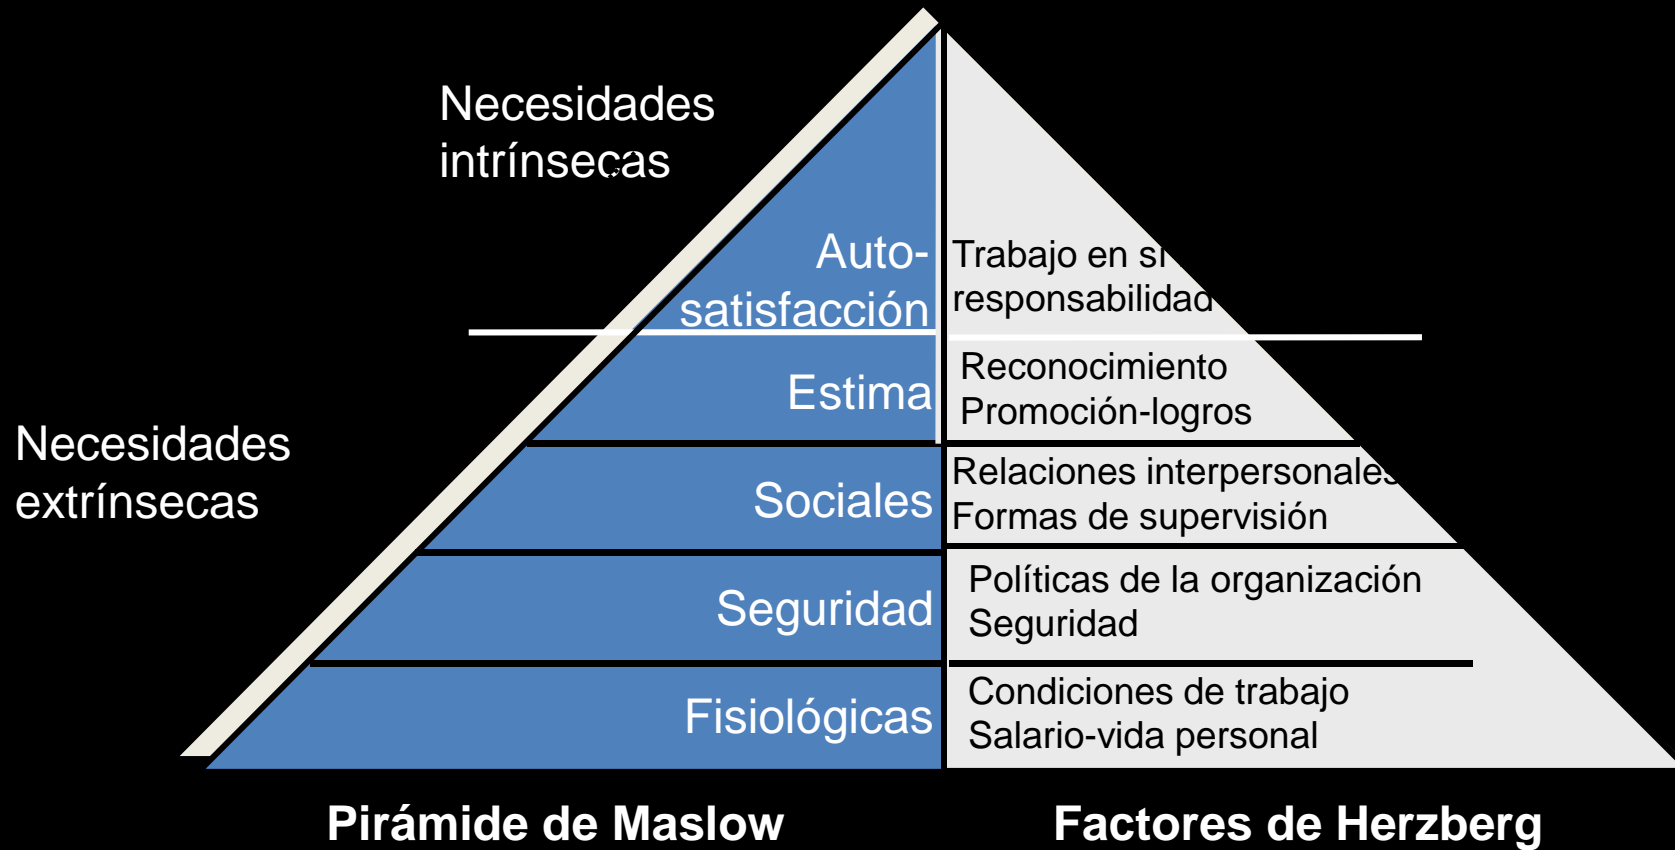 Necesidades
intrínsecas
Auto-
satisfacción
Trabajo en sí
responsabilidad
Estima
Reconocimiento
Promoción-logros
Necesidades
extrínsecas
Sociales
Relaciones interpersonales
Formas de supervisión
Seguridad
Políticas de la organización
Seguridad
Fisiológicas
Condiciones de trabajo
Salario-vida personal
Pirámide de Maslow
Factores de Herzberg